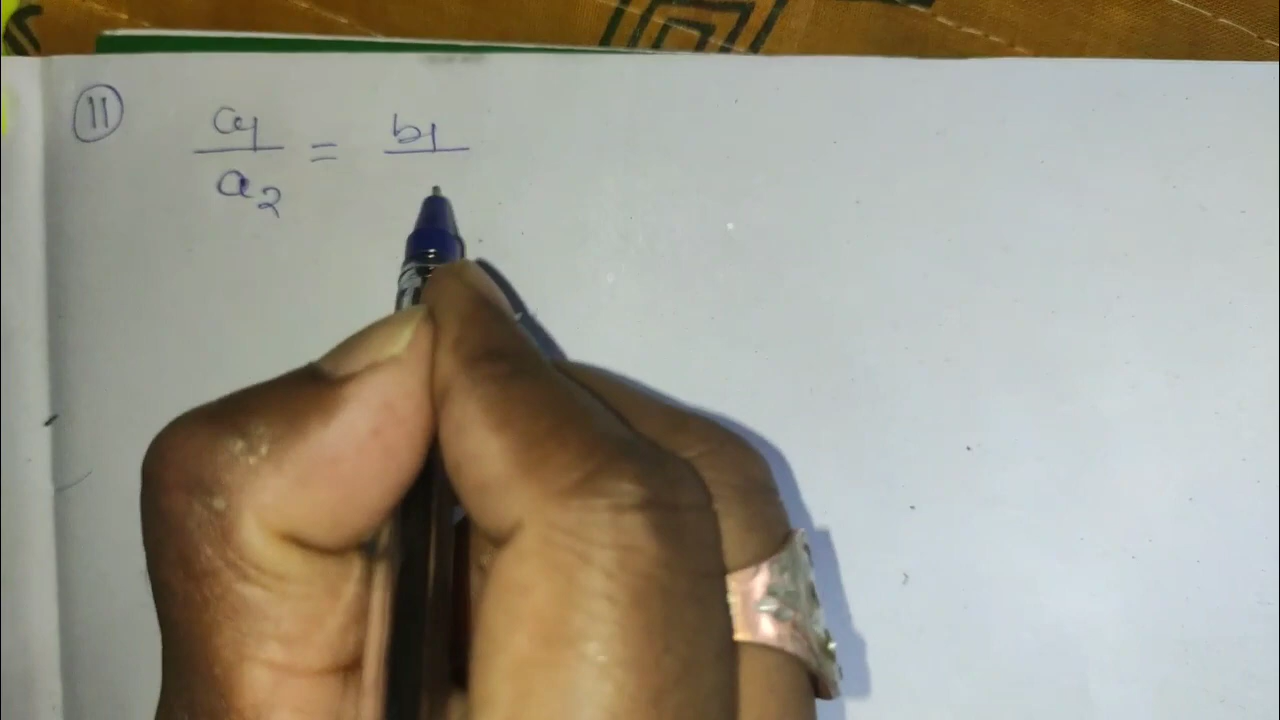 ⑪ a₁/a₂ = b₁/